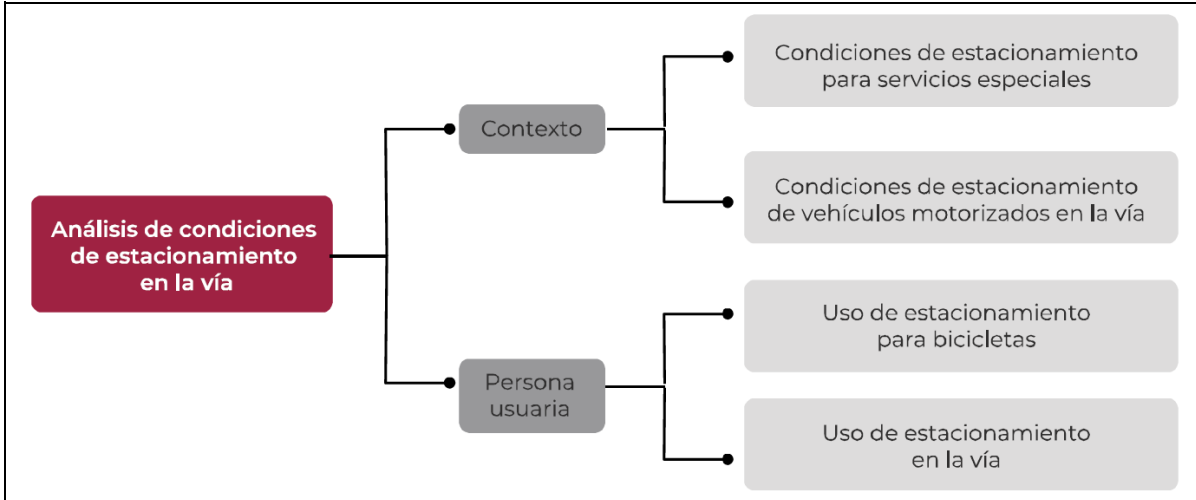 Análisis de condiciones
de estacionamiento
en la vía
Contexto
Condiciones de estacionamiento
para servicios especiales
Condiciones de estacionamiento
de vehículos motorizados en la vía
Persona
usuaria
Uso de estacionamiento
para bicicletas
Uso de estacionamiento
en la vía